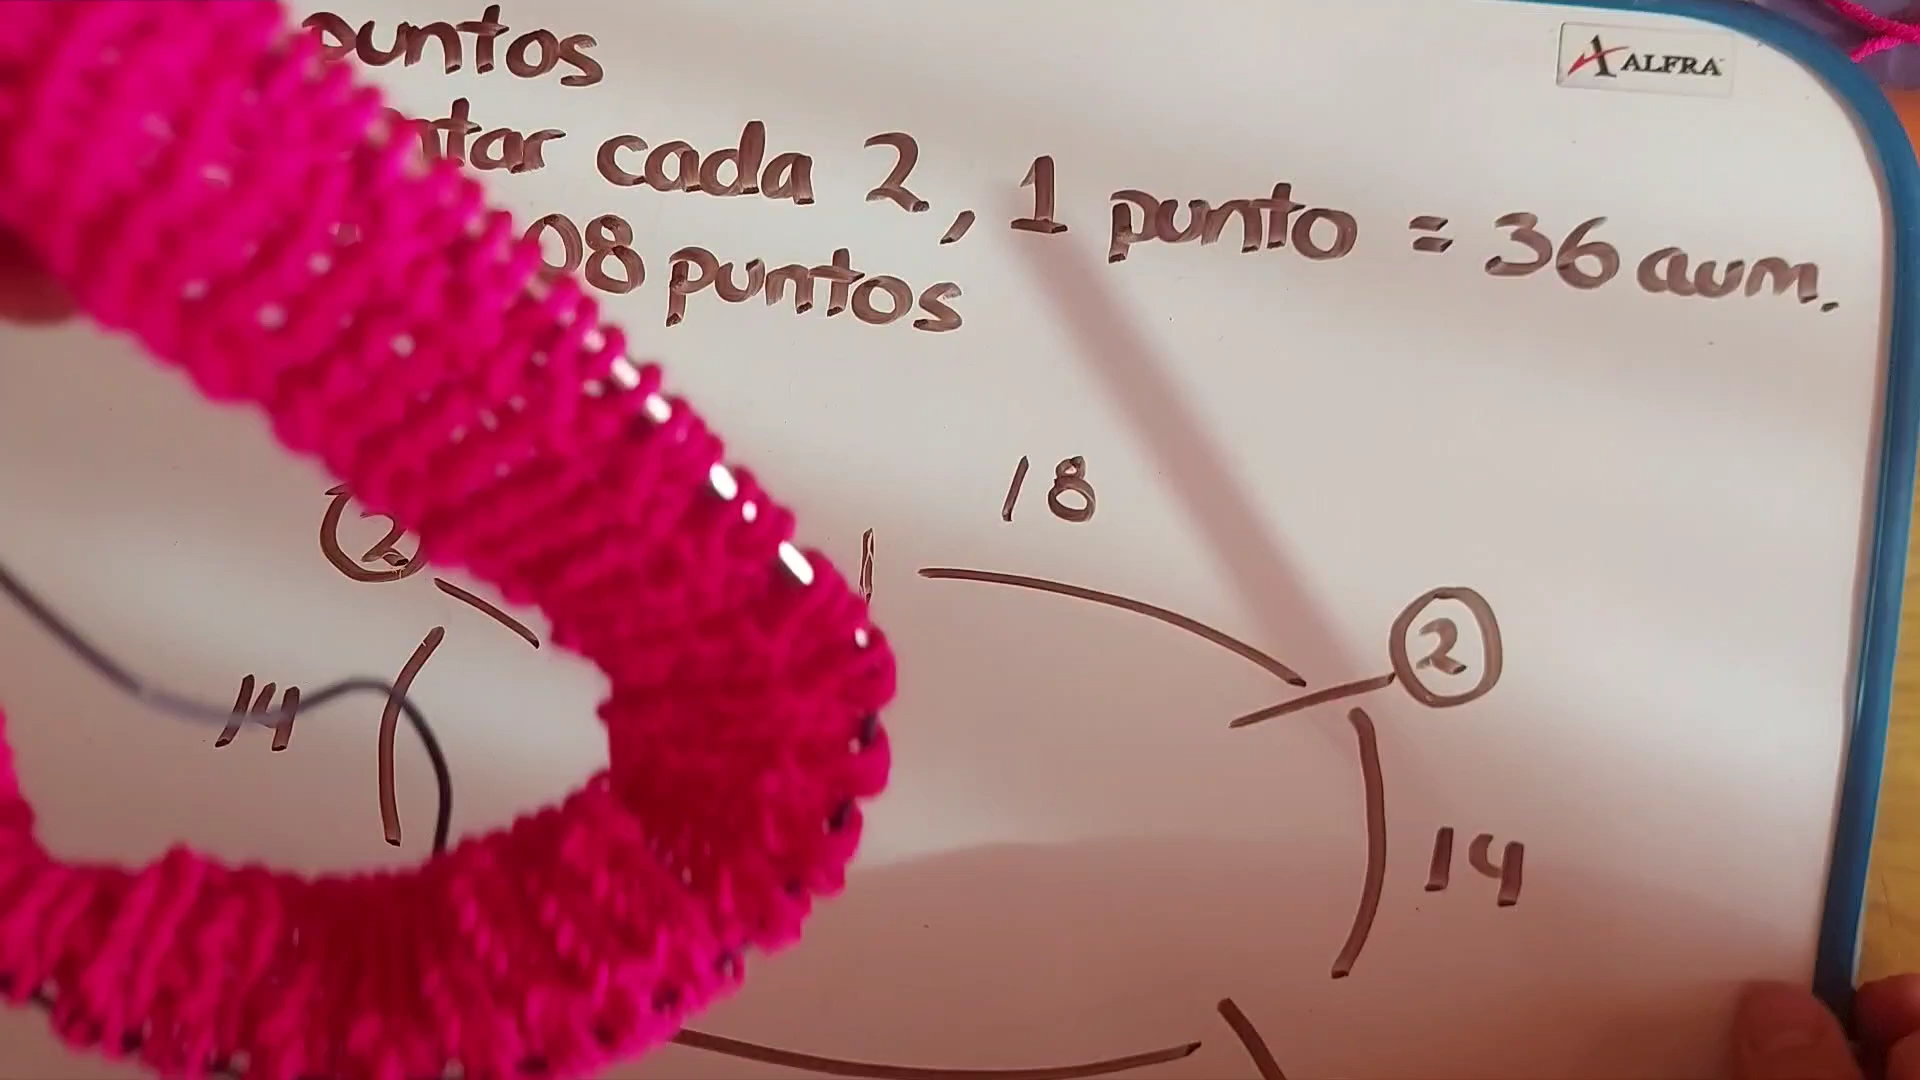 puntos
ALFRA
cada 2, 1 punto = 36 aum.
08 puntos
18
2
2
14
14